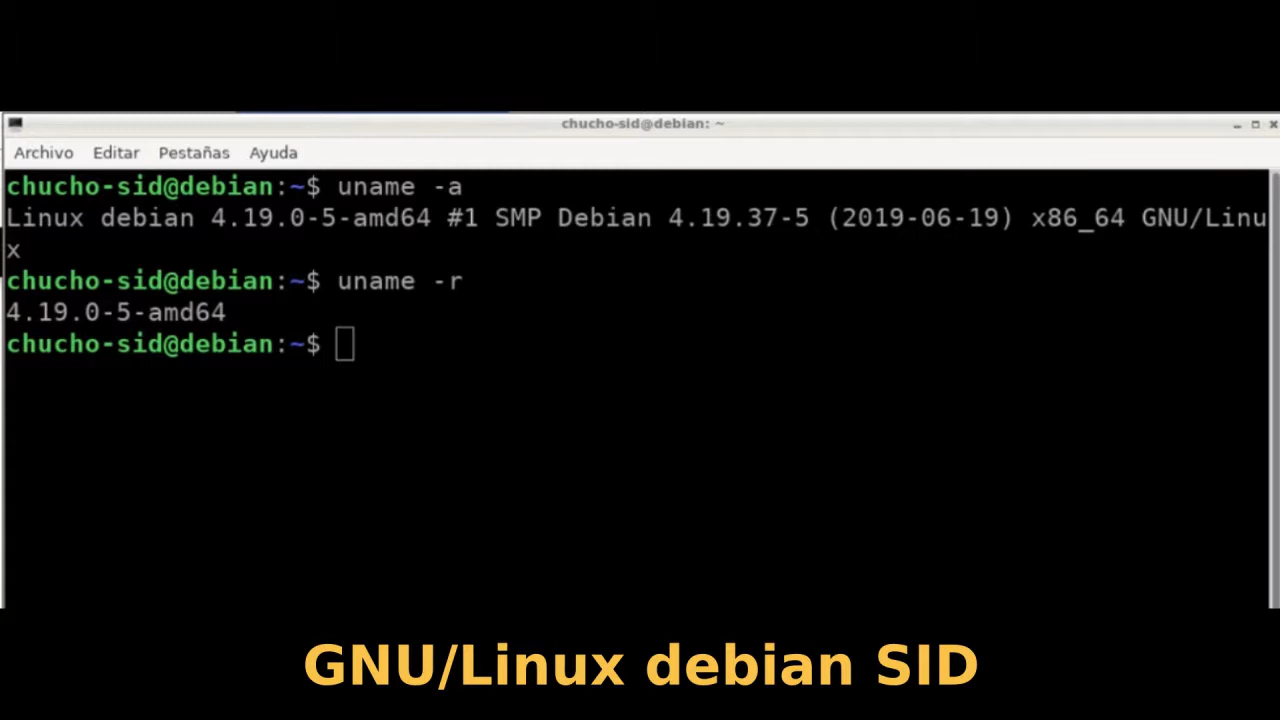 chucho-sid@debian: ~
Archivo Editar Pestañas Ayuda
chucho-sid@debian:~$ uname -a
Linux debian 4.19.0-5-amd64 #1 SMP Debian 4.19.37-5 (2019-06-19) x86_64 GNU/Linu
x
chucho-sid@debian:~$ uname -r
4.19.0-5-amd64
chucho-sid@debian:~$
GNU/Linux debian SID